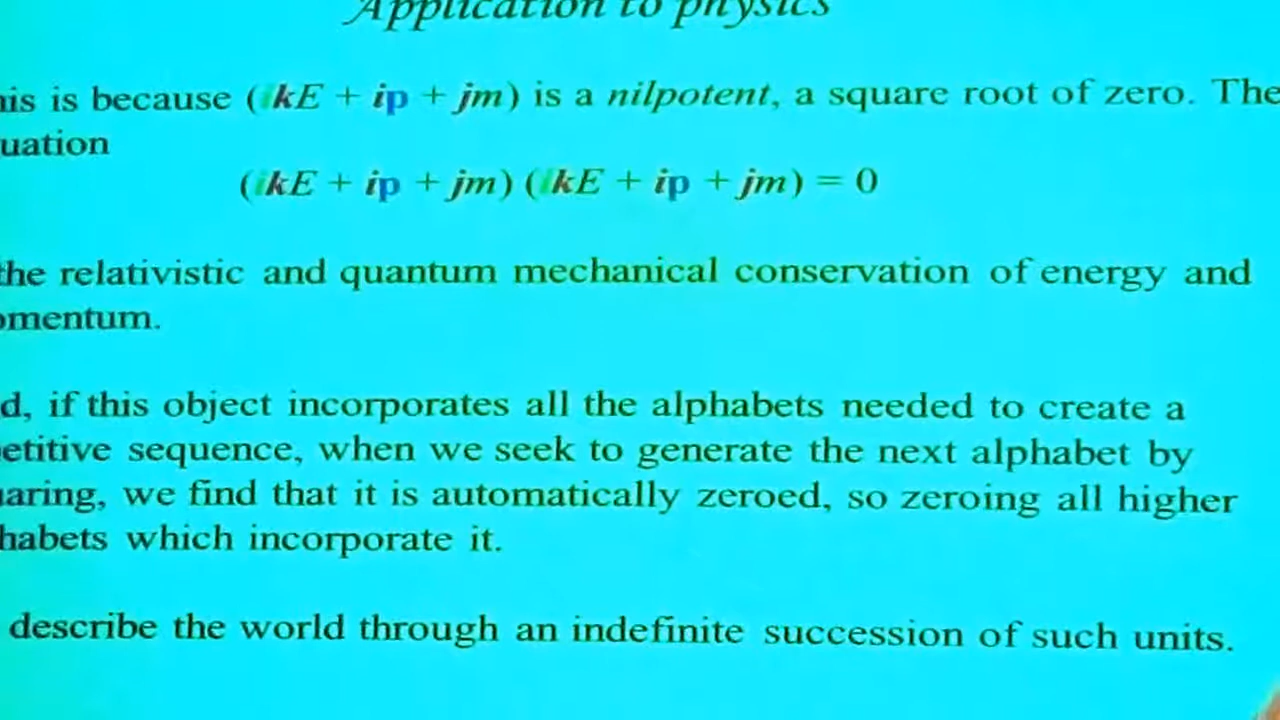 Application to physics
his is because (ikE + ip + jm) is a nilpotent, a square root of zero. The
uation
(ikE + ip + jm) (ikE + ip + jm) = 0
the relativistic and quantum mechanical conservation of energy and
omentum.
d, if this object incorporates all the alphabets needed to create a
etitive sequence, when we seek to generate the next alphabet by
uaring, we find that it is automatically zeroed, so zeroing all higher
habets which incorporate it.
describe the world through an indefinite succession of such units.